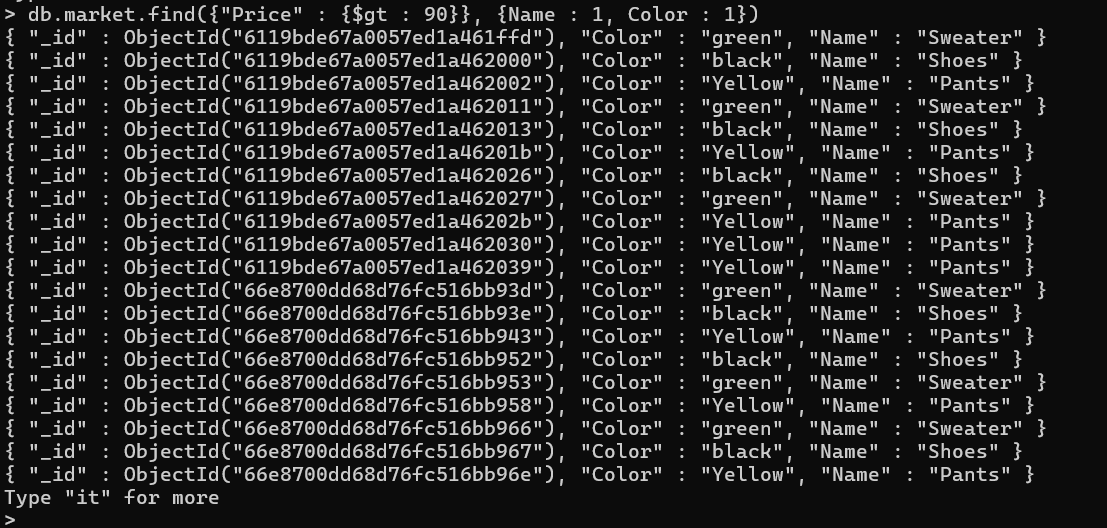 > db.market.find({"Price" : {$gt : 90}}, {Name : 1, Color : 1})
{ "_id" : ObjectId("6119bde67a0057ed1a461ffd"), "Color" : "green", "Name" : "Sweater" }
{ "_id" : ObjectId("6119bde67a0057ed1a462000"), "Color" : "black", "Name" : "Shoes" }
{ "_id" : ObjectId("6119bde67a0057ed1a462002"), "Color" : "Yellow", "Name" : "Pants" }
{ "_id" : ObjectId("6119bde67a0057ed1a462011"), "Color" : "green", "Name" : "Sweater" }
{ "_id" : ObjectId("6119bde67a0057ed1a462013"), "Color" : "black", "Name" : "Shoes" }
{ "_id" : ObjectId("6119bde67a0057ed1a46201b"), "Color" : "Yellow", "Name" : "Pants" }
{ "_id" : ObjectId("6119bde67a0057ed1a462026"), "Color" : "black", "Name" : "Shoes" }
{ "_id" : ObjectId("6119bde67a0057ed1a462027"), "Color" : "green", "Name" : "Sweater" }
{ "_id" : ObjectId("6119bde67a0057ed1a46202b"), "Color" : "Yellow", "Name" : "Pants" }
{ "_id" : ObjectId("6119bde67a0057ed1a462030"), "Color" : "Yellow", "Name" : "Pants" }
{ "_id" : ObjectId("6119bde67a0057ed1a462039"), "Color" : "Yellow", "Name" : "Pants" }
{ "_id" : ObjectId("66e8700dd68d76fc516bb93d"), "Color" : "green", "Name" : "Sweater" }
{ "_id" : ObjectId("66e8700dd68d76fc516bb93e"), "Color" : "black", "Name" : "Shoes" }
{ "_id" : ObjectId("66e8700dd68d76fc516bb943"), "Color" : "Yellow", "Name" : "Pants" }
{ "_id" : ObjectId("66e8700dd68d76fc516bb952"), "Color" : "black", "Name" : "Shoes" }
{ "_id" : ObjectId("66e8700dd68d76fc516bb953"), "Color" : "green", "Name" : "Sweater" }
{ "_id" : ObjectId("66e8700dd68d76fc516bb958"), "Color" : "Yellow", "Name" : "Pants" }
{ "_id" : ObjectId("66e8700dd68d76fc516bb966"), "Color" : "green", "Name" : "Sweater" }
{ "_id" : ObjectId("66e8700dd68d76fc516bb967"), "Color" : "black", "Name" : "Shoes" }
{ "_id" : ObjectId("66e8700dd68d76fc516bb96e"), "Color" : "Yellow", "Name" : "Pants" }
Type "it" for more
>